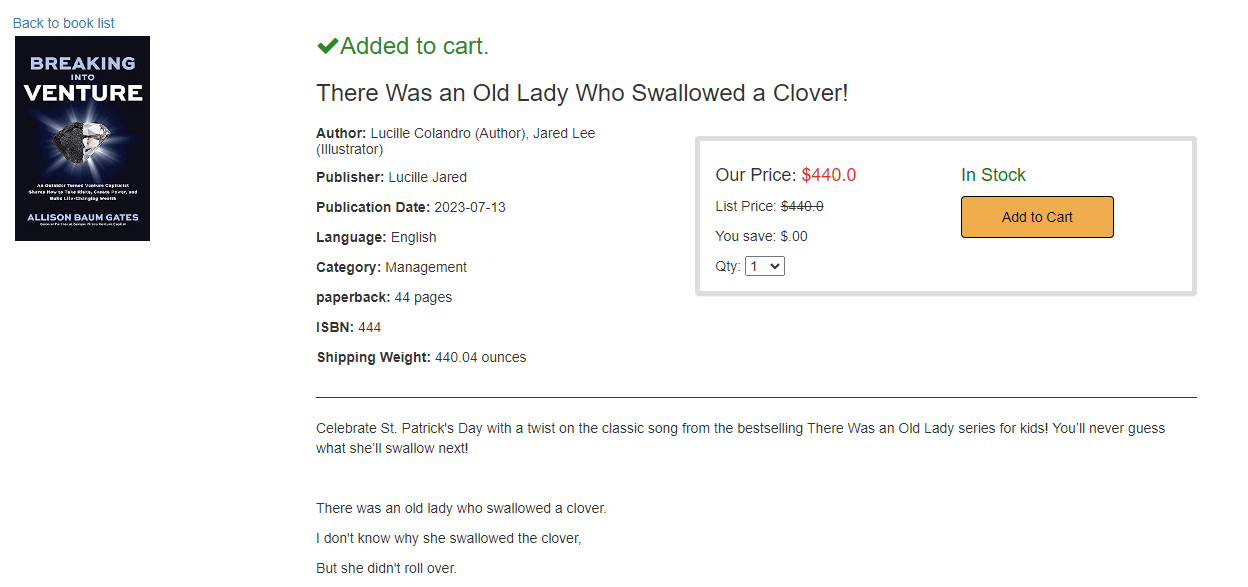 Back to book list
BREAKING
INTO
VENTURE
An Outsider Turned Venture Capitalist
Shares How to Take Risks, Create Power, and
Build Life-Changing Wealth
ALLISON BAUM GATES
Added to cart.
There Was an Old Lady Who Swallowed a Clover!
Author: Lucille Colandro (Author), Jared Lee
(Illustrator)
Publisher: Lucille Jared
Publication Date: 2023-07-13
Language: English
Category: Management
paperback: 44 pages
ISBN: 444
Shipping Weight: 440.04 ounces
Our Price: $440.0
List Price: $440.0
You save: $.00
Qty: 1
In Stock
Add to Cart
Celebrate St. Patrick's Day with a twist on the classic song from the bestselling There Was an Old Lady series for kids! You’ll never guess
what she’ll swallow next!
There was an old lady who swallowed a clover.
I don't know why she swallowed the clover,
But she didn't roll over.